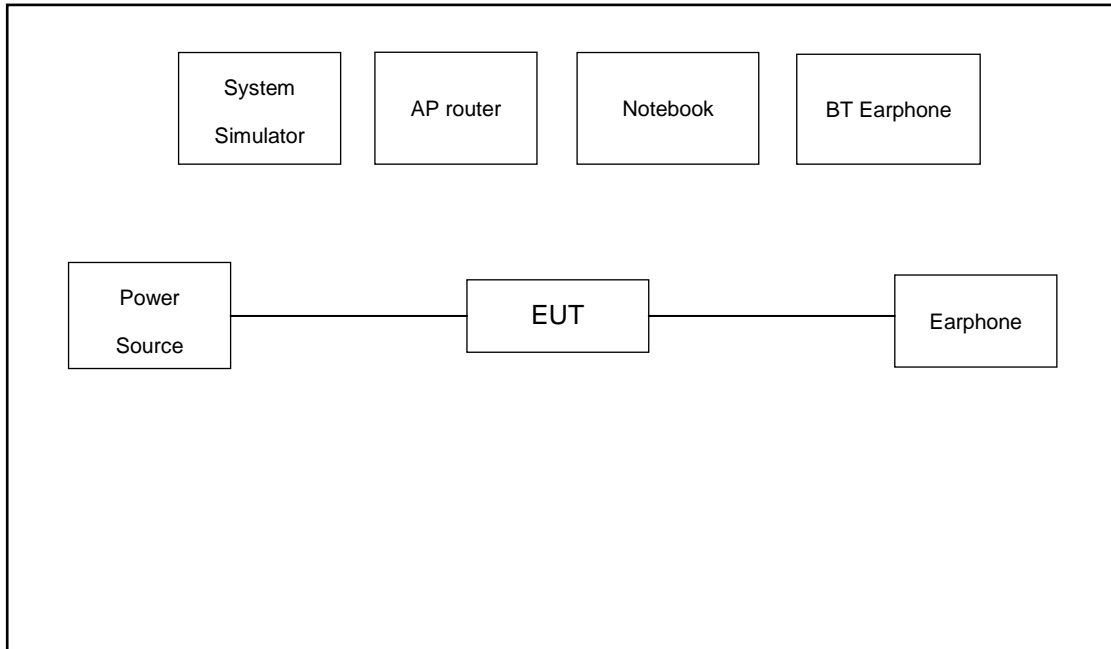 System
Simulator
AP router
Notebook
BT Earphone
Power
Source
EUT
Earphone